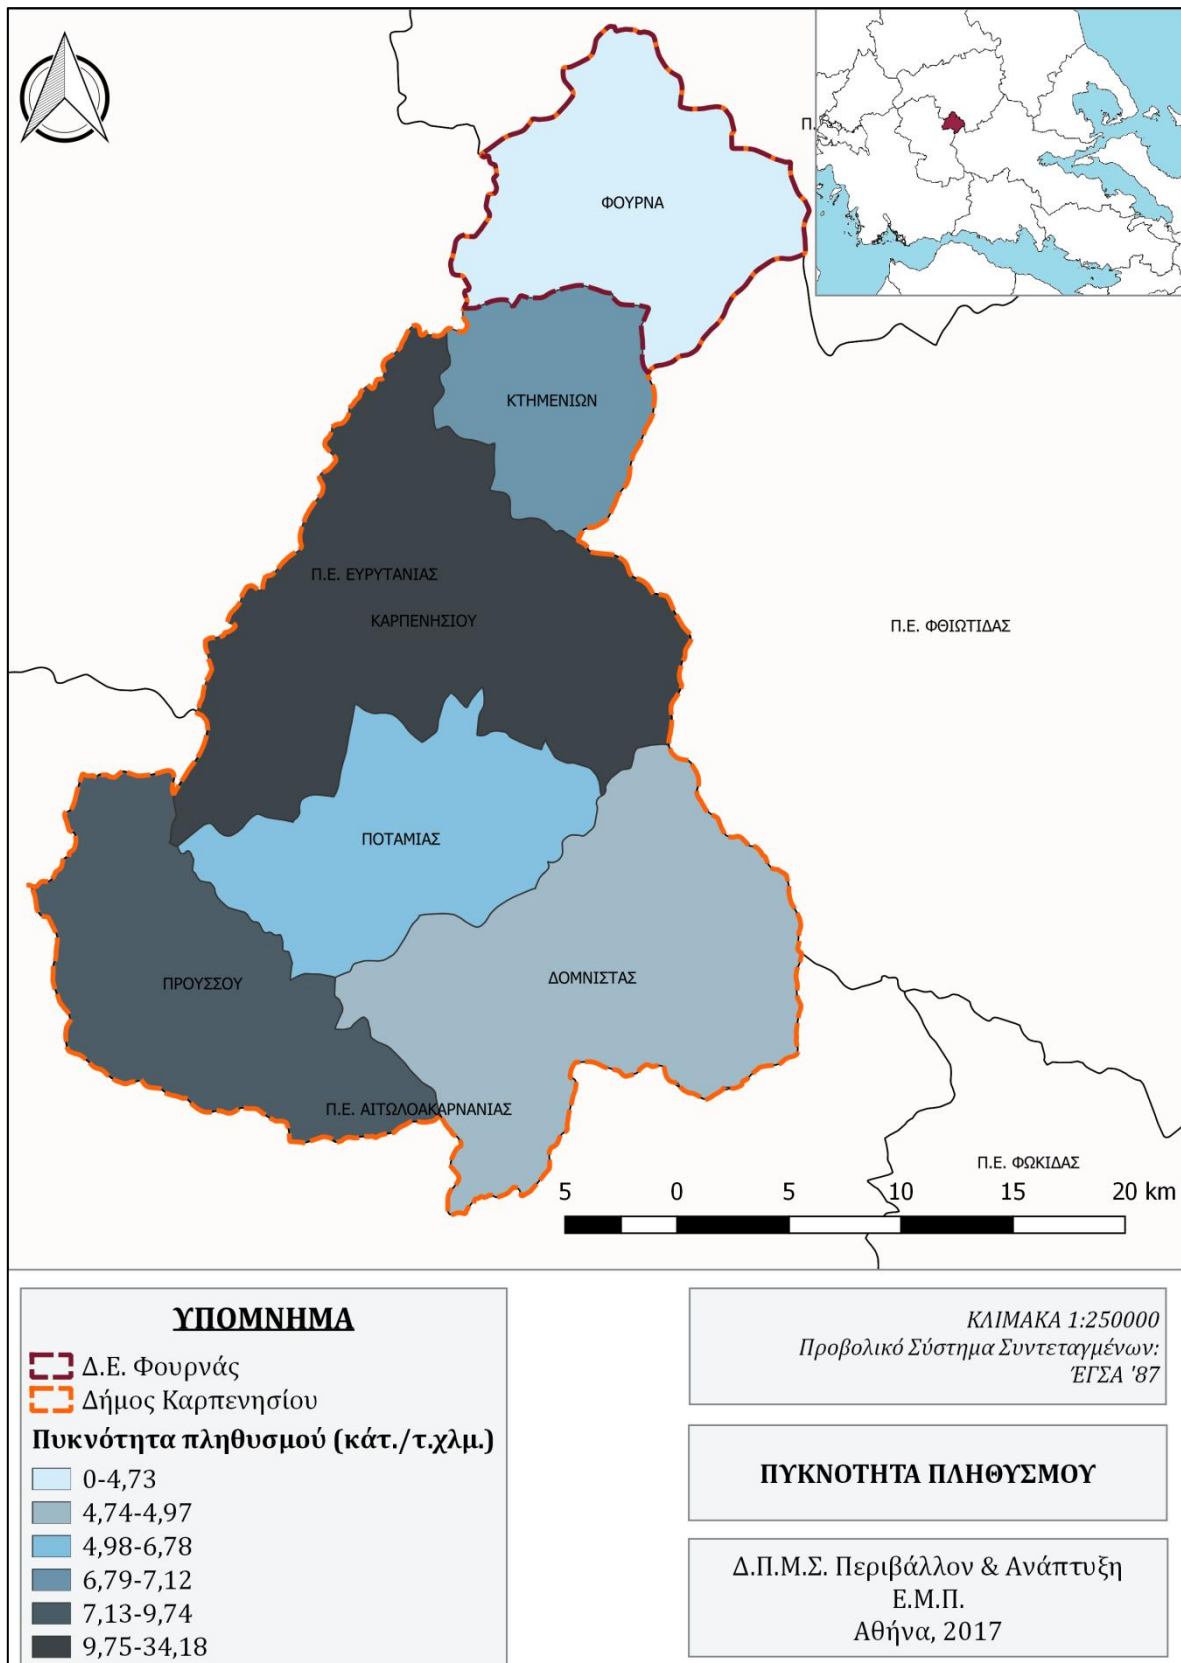 Π.
ΦΟΥΡΝΑ
ΚΤΗΜΕΝΙΩΝ
Π.Ε. ΕΥΡΥΤΑΝΙΑΣ
ΚΑΡΠΕΝΗΣΙΟΥ
Π.Ε. ΦΘΙΩΤΙΔΑΣ
ΠΟΤΑΜΙΑΣ
ΠΡΟΥΣΣΟΥ
ΔΟΜΝΙΣΤΑΣ
Π.Ε. ΑΙΤΩΛΟΑΚΑΡΝΑΝΙΑΣ
Π.Ε. ΦΩΚΙΔΑΣ
5 0 5 10 15 20 km
ΥΠΟΜΝΗΜΑ
Δ.Ε. Φουρνάς
Δήμος Καρπενησίου
Πυκνότητα πληθυσμού (κάτ./τ.χλμ.)
0-4,73
4,74-4,97
4,98-6,78
6,79-7,12
7,13-9,74
9,75-34,18
ΚΛΙΜΑΚΑ 1:250000
Προβολικό Σύστημα Συντεταγμένων:
ΈΓΣΑ '87
ΠΥΚΝΟΤΗΤΑ ΠΛΗΘΥΣΜΟΥ
Δ.Π.Μ.Σ. Περιβάλλον & Ανάπτυξη
Ε.Μ.Π.
Αθήνα, 2017